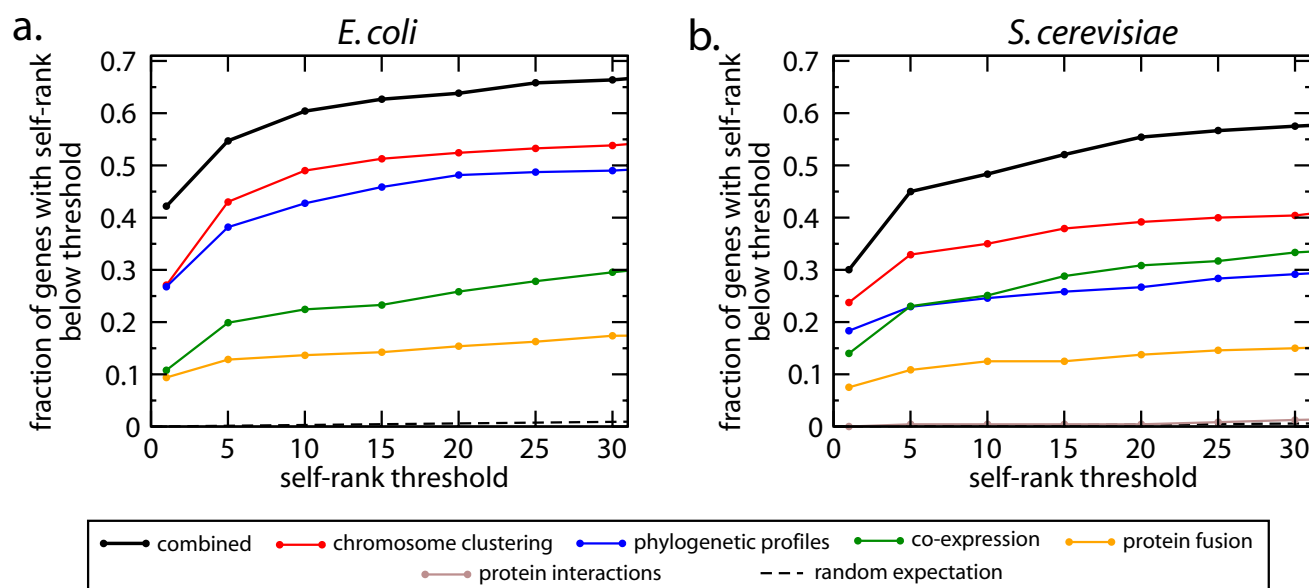 a.
E. coli
fraction of genes with self-rank
below threshold
0.7
0.6
0.5
0.4
0.3
0.2
0.1
0
0 5 10 15 20 25 30
self-rank threshold
b.
S. cerevisiae
fraction of genes with self-rank
below threshold
0.7
0.6
0.5
0.4
0.3
0.2
0.1
0
0 5 10 15 20 25 30
self-rank threshold
combined chromosome clustering phylogenetic profiles co-expression protein fusion
protein interactions random expectation